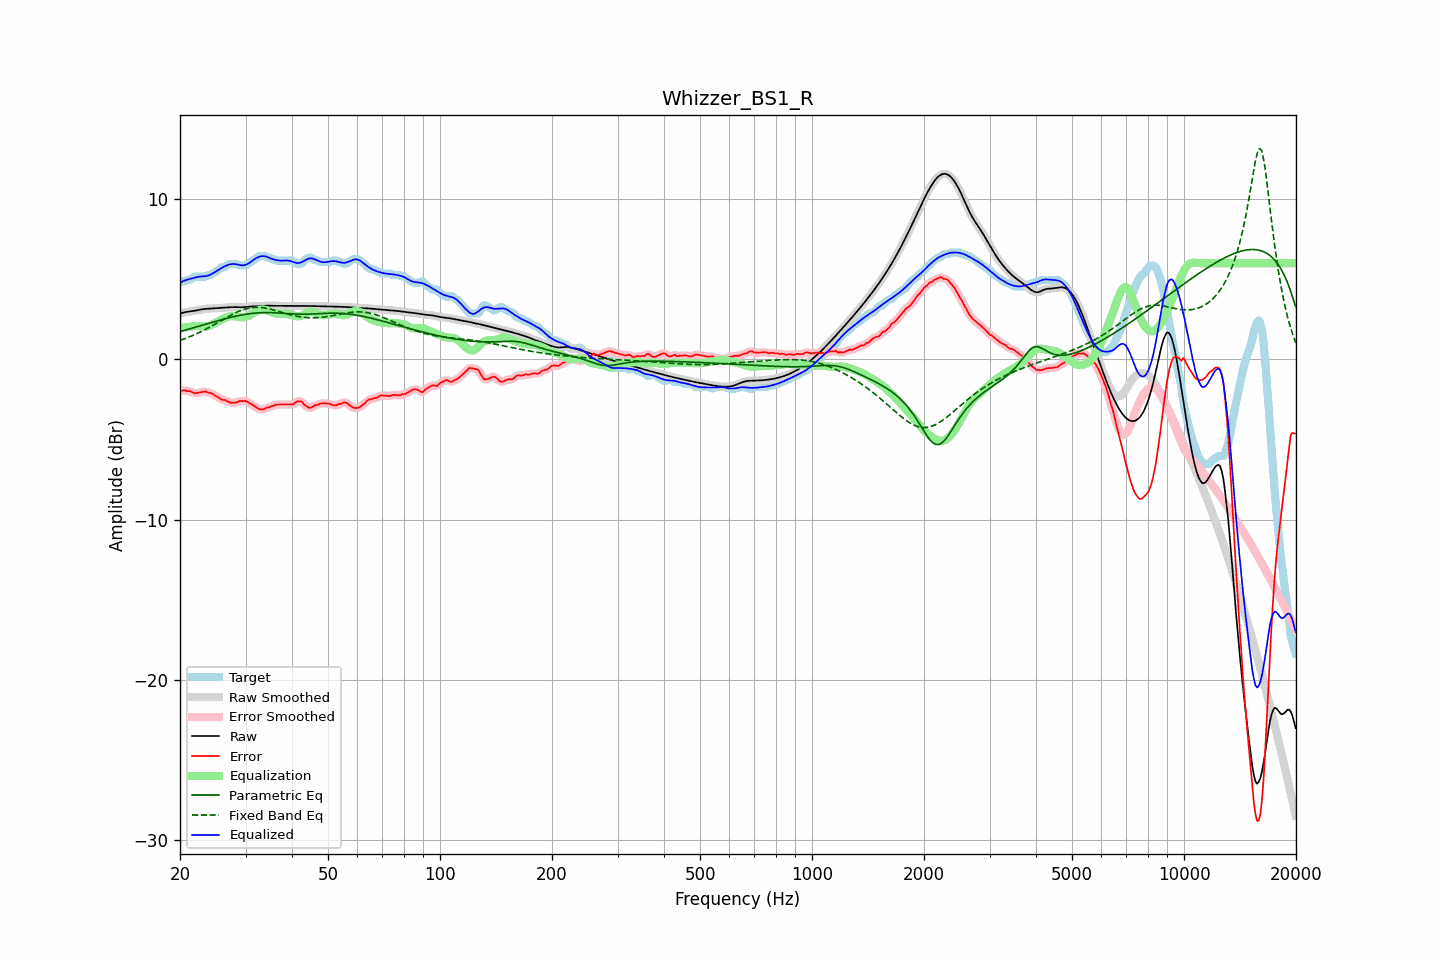 Whizzer_BS1_R
Amplitude (dBr)
10
0
−10
−20
−30
Target
Raw Smoothed
Error Smoothed
Raw
Error
Equalization
Parametric Eq
Fixed Band Eq
Equalized
20 50 100 200 500 1000 2000 5000 10000 20000
Frequency (Hz)